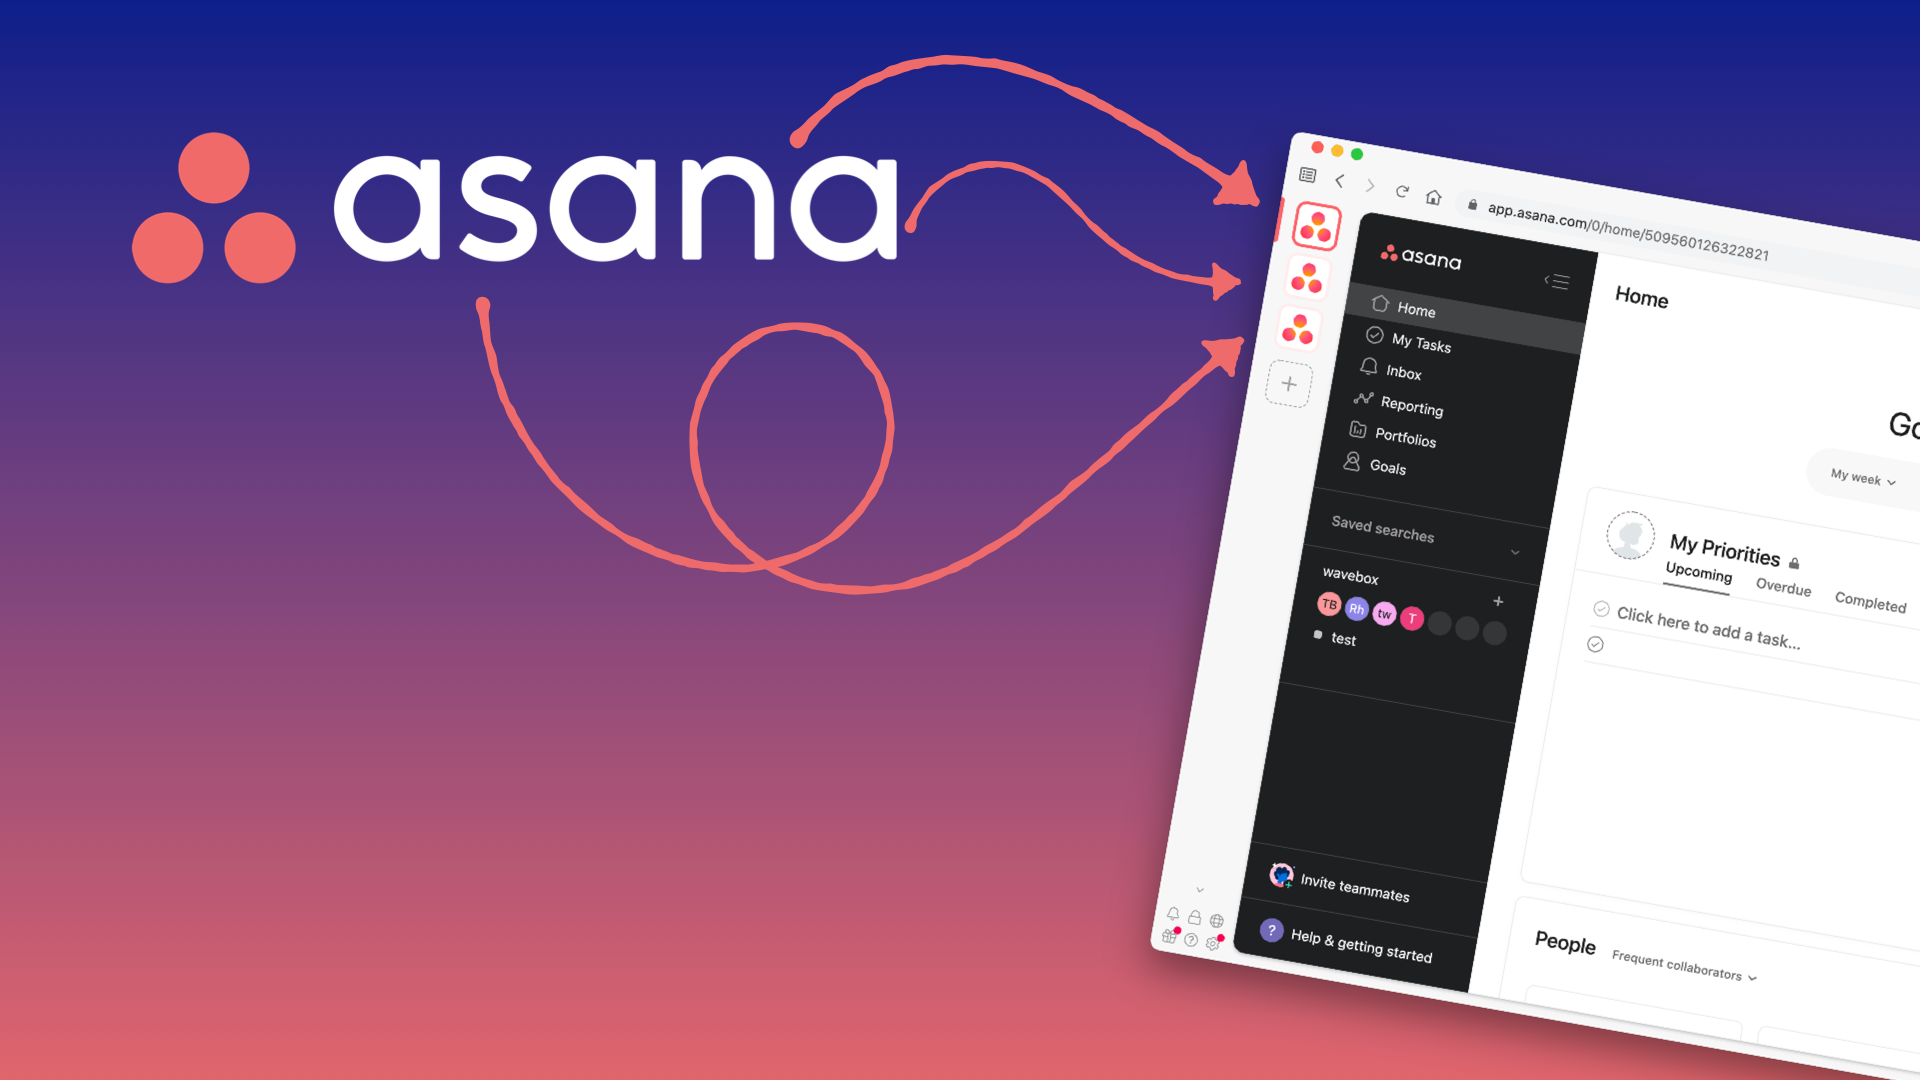 asana
app.asana.com/0/home/509560126322821
asana
Home
My Tasks
Inbox
Reporting
Portfolios
Goals
Saved searches
wavebox
TB Rh tw T
test
Invite teammates
? Help & getting started
Home
Go
My week
My Priorities
Upcoming Overdue Completed
Click here to add a task...
People Frequent collaborators